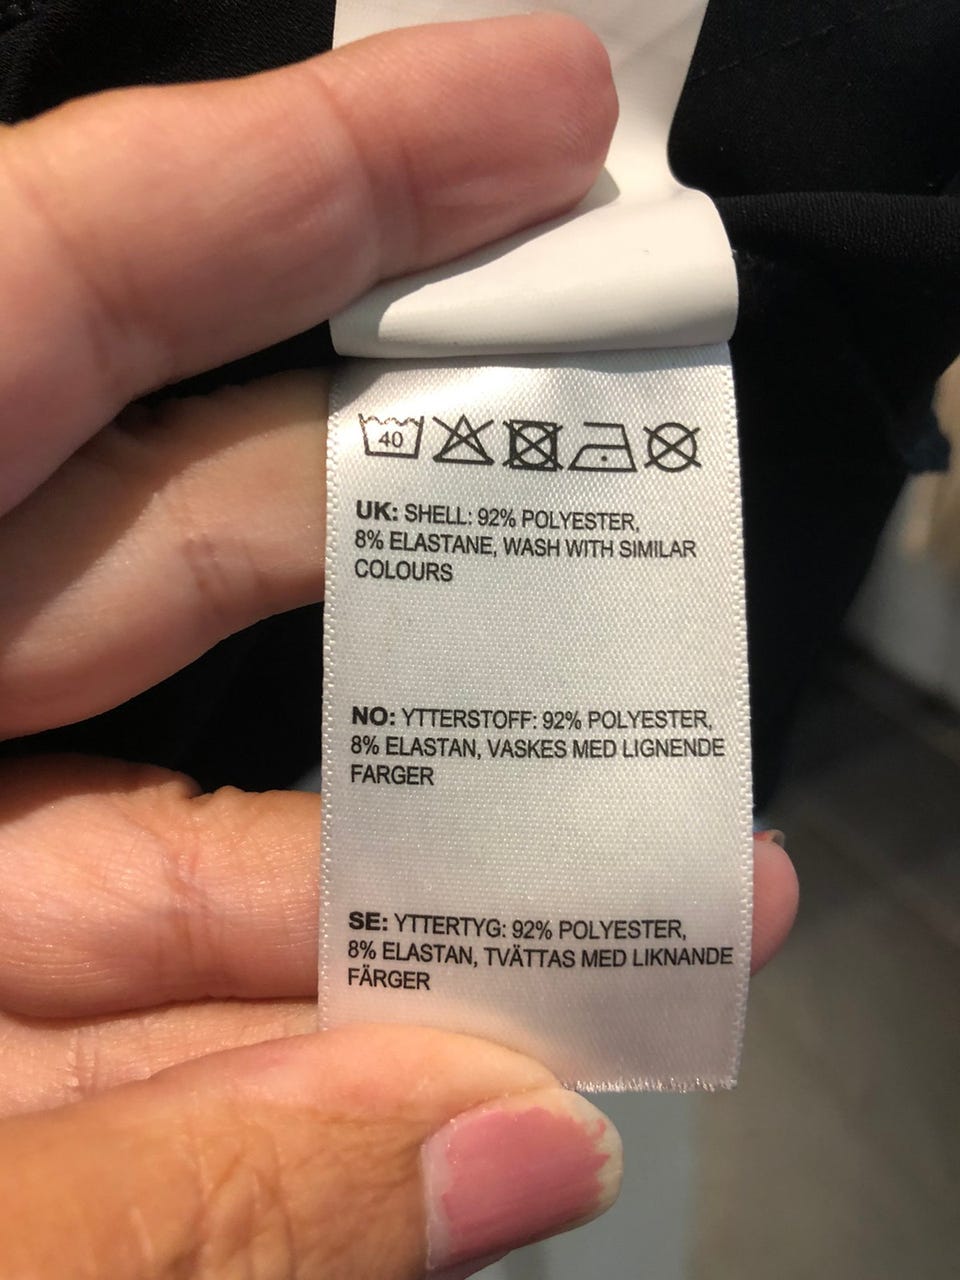 40
UK: SHELL: 92% POLYESTER,
8% ELASTANE, WASH WITH SIMILAR
COLOURS
NO: YTTERSTOFF: 92% POLYESTER,
8% ELASTAN, VASKES MED LIGNENDE
FARGER
SE: YTTERTYG: 92% POLYESTER,
8% ELASTAN, TVÄTTAS MED LIKNANDE
FÄRGER